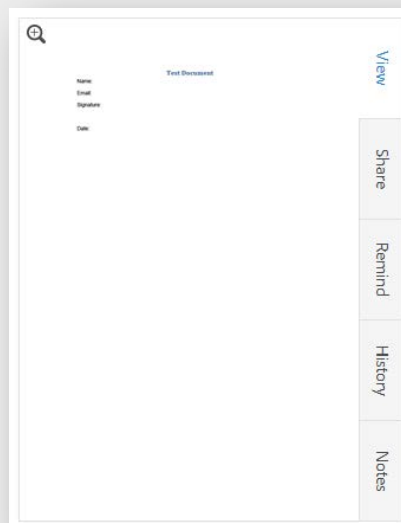 Test Document
Name:
Email:
Signature:
Date:
View
Share
Remind
History
Notes